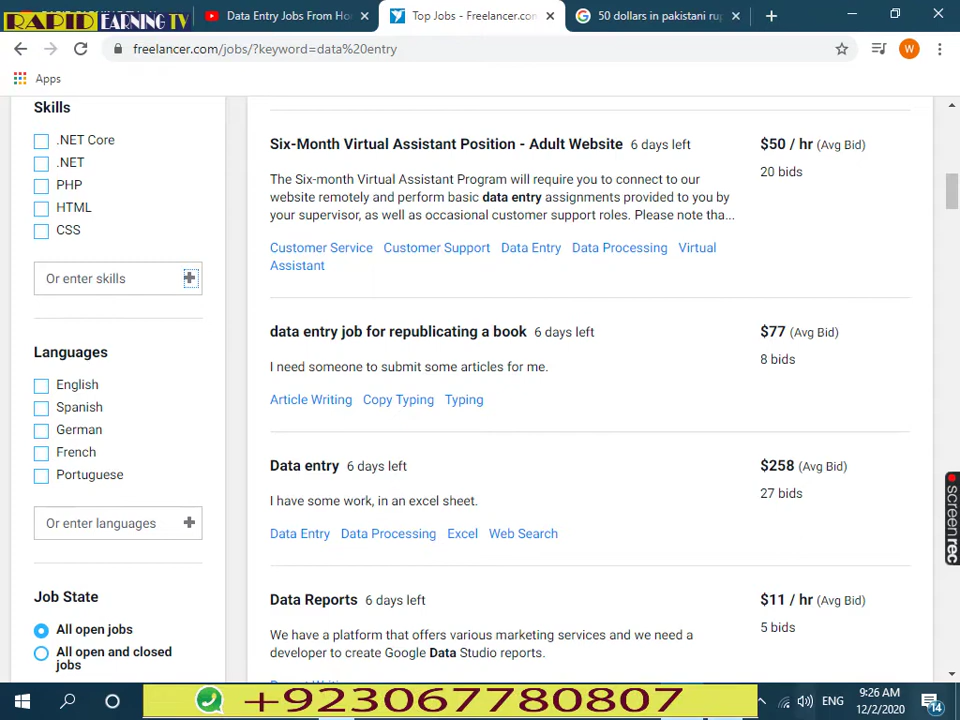 RAPID EARNING TV
Data Entry Jobs From Ho
Top Jobs - Freelancer.com
50 dollars in pakistani rup
freelancer.com/jobs/?keyword=data%20entry
W
Apps
Skills
.NET Core
.NET
PHP
HTML
CSS
Or enter skills
Languages
English
Spanish
German
French
Portuguese
Or enter languages
Job State
All open jobs
All open and closed
jobs
Six-Month Virtual Assistant Position - Adult Website 6 days left
$50 / hr (Avg Bid)
20 bids
The Six-month Virtual Assistant Program will require you to connect to our
website remotely and perform basic data entry assignments provided to you by
your supervisor, as well as occasional customer support roles. Please note tha...
Customer Service Customer Support Data Entry Data Processing Virtual
Assistant
data entry job for republicating a book 6 days left
$77 (Avg Bid)
8 bids
I need someone to submit some articles for me.
Article Writing Copy Typing Typing
Data entry 6 days left
$258 (Avg Bid)
27 bids
I have some work, in an excel sheet.
Data Entry Data Processing Excel Web Search
Data Reports 6 days left
$11 / hr (Avg Bid)
5 bids
We have a platform that offers various marketing services and we need a
developer to create Google Data Studio reports.
screenrec
+923067780807
ENG
9:26 AM
12/2/2020
14